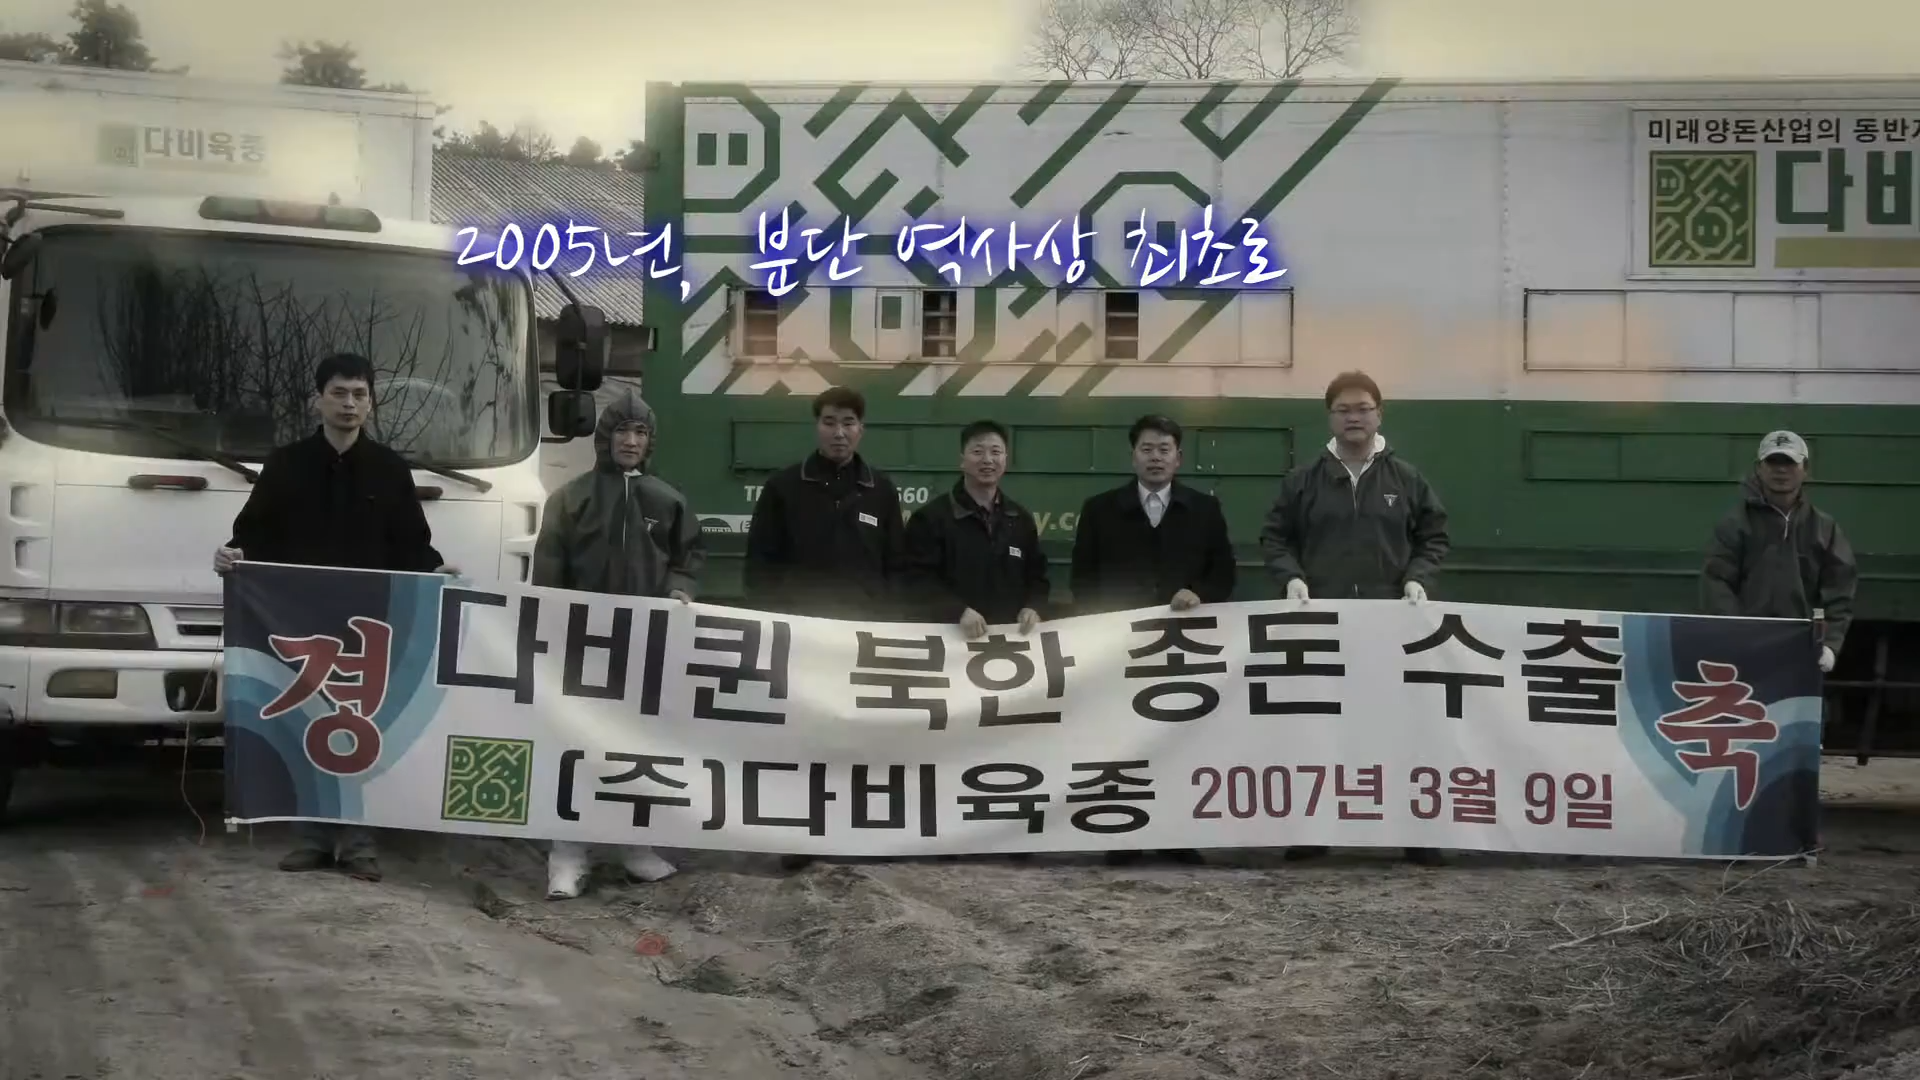 다비육종
미래양돈산업의 동반
다비
2005년, 분단 역사상 최초로
660
경 다비퀸 북한 종돈 수출 축
(주)다비육종 2007년 3월 9일